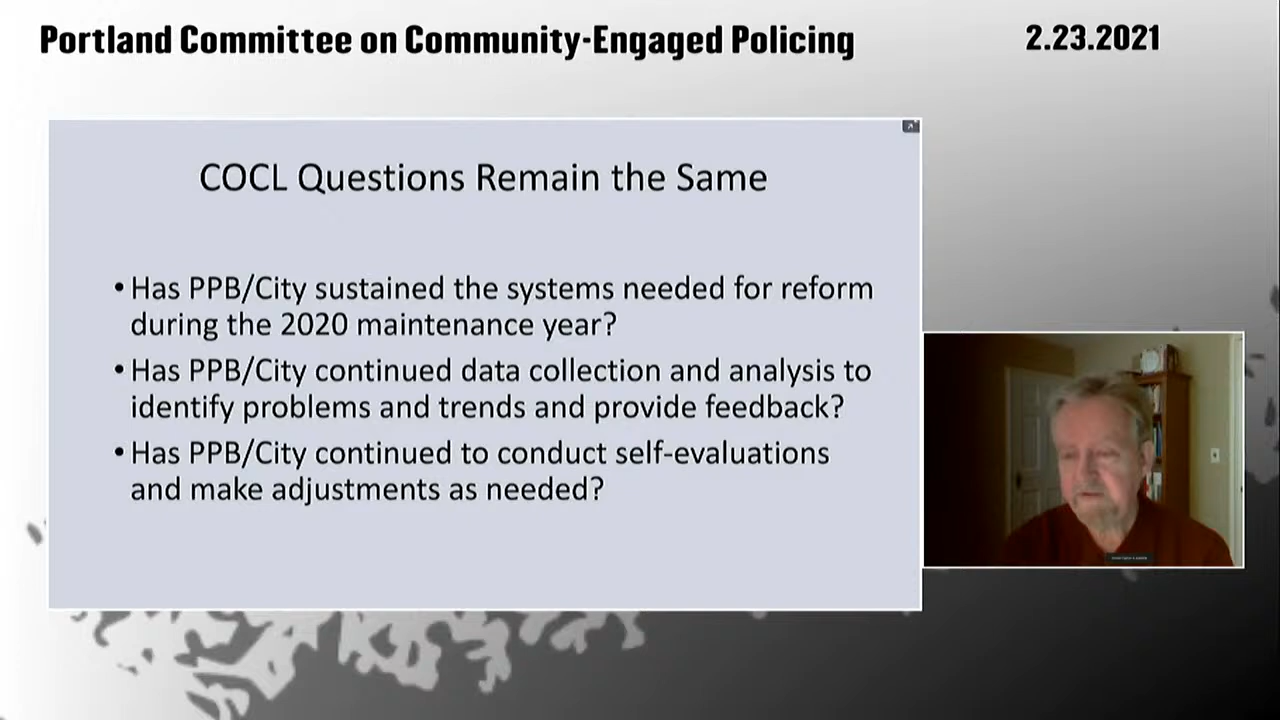 Portland Committee on Community-Engaged Policing
2.23.2021
COCL Questions Remain the Same
•Has PPB/City sustained the systems needed for reform
during the 2020 maintenance year?
•Has PPB/City continued data collection and analysis to
identify problems and trends and provide feedback?
•Has PPB/City continued to conduct self-evaluations
and make adjustments as needed?